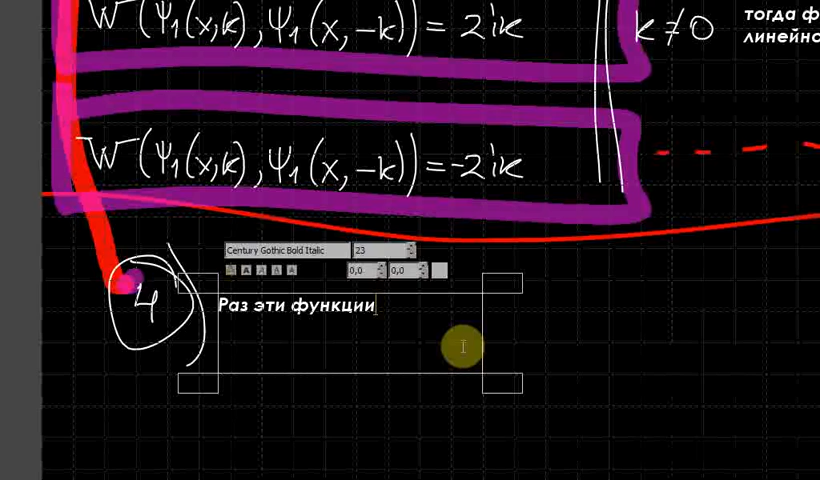 W(Ψ₁(x,k), Ψ₁(x,-k)) = 2ik
k ≠ 0
тогда ф
линейно
W(Ψ₁(x,k), Ψ₁(x,-k)) = -2ik
Century Gothic Bold Italic 23
A A A A A 0,0 0,0
4)
Раз эти функции